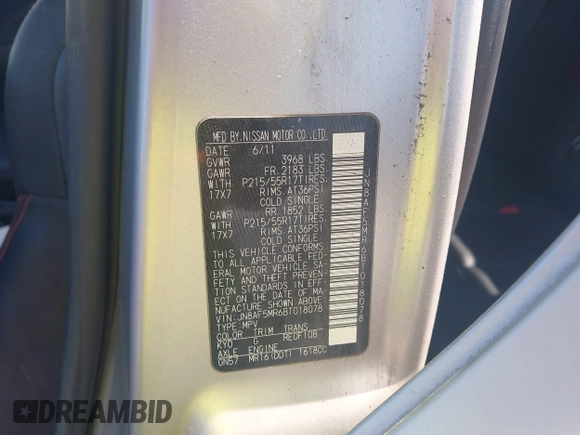 MFD BY.NISSAN MOTOR CO.,LTD.
DATE 6/11
GVWR 3968 LBS
GAWR FR.2183 LBS
WITH P215/55R17TIRES,
17X7 RIMS,AT36PSI
COLD SINGLE.
GAWR RR.1852 LBS
WITH P215/55R17TIRES,
17X7 RIMS,AT36PSI
COLD SINGLE.
THIS VEHICLE CONFORMS
TO ALL APPLICABLE FED-
ERAL MOTOR VEHICLE SA-
FETY AND THEFT PREVEN-
TION STANDARDS IN EFF-
ECT ON THE DATE OF MA-
NUFACTURE SHOWN ABOVE
VIN:JN8AF5MR6BT018078
TYPE:MPV
COLOR TRIM TRANS
KY0 G RE0F10B
AXLE ENGINE
GN57 MR16(DDT) 1618CC
JN8AF5MR6BT018078
DREAMBID